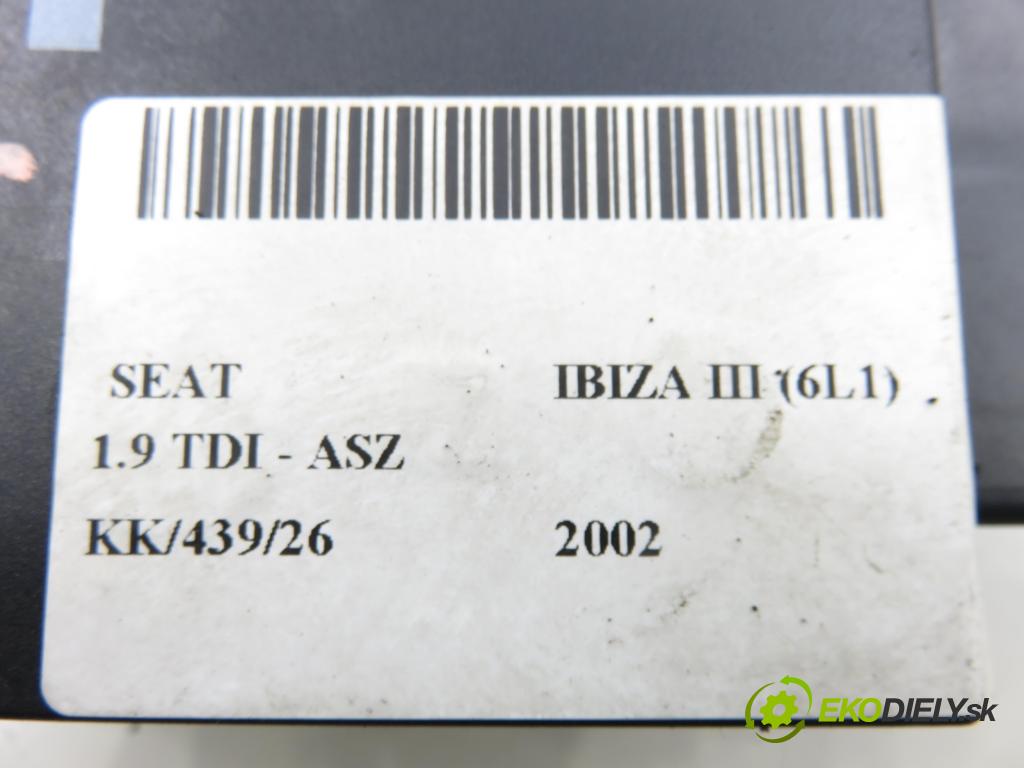 SEAT IBIZA III (6L1)
1.9 TDI - ASZ
KK/439/26 2002
EKODIELY.sk